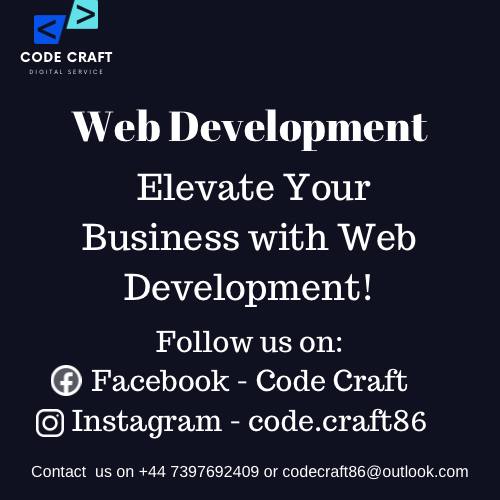 CODE CRAFT
DIGITAL SERVICE
Web Development
Elevate Your
Business with Web
Development!
Follow us on:
Facebook - Code Craft
Instagram - code.craft86
Contact  us on +44 7397692409 or codecraft86@outlook.com